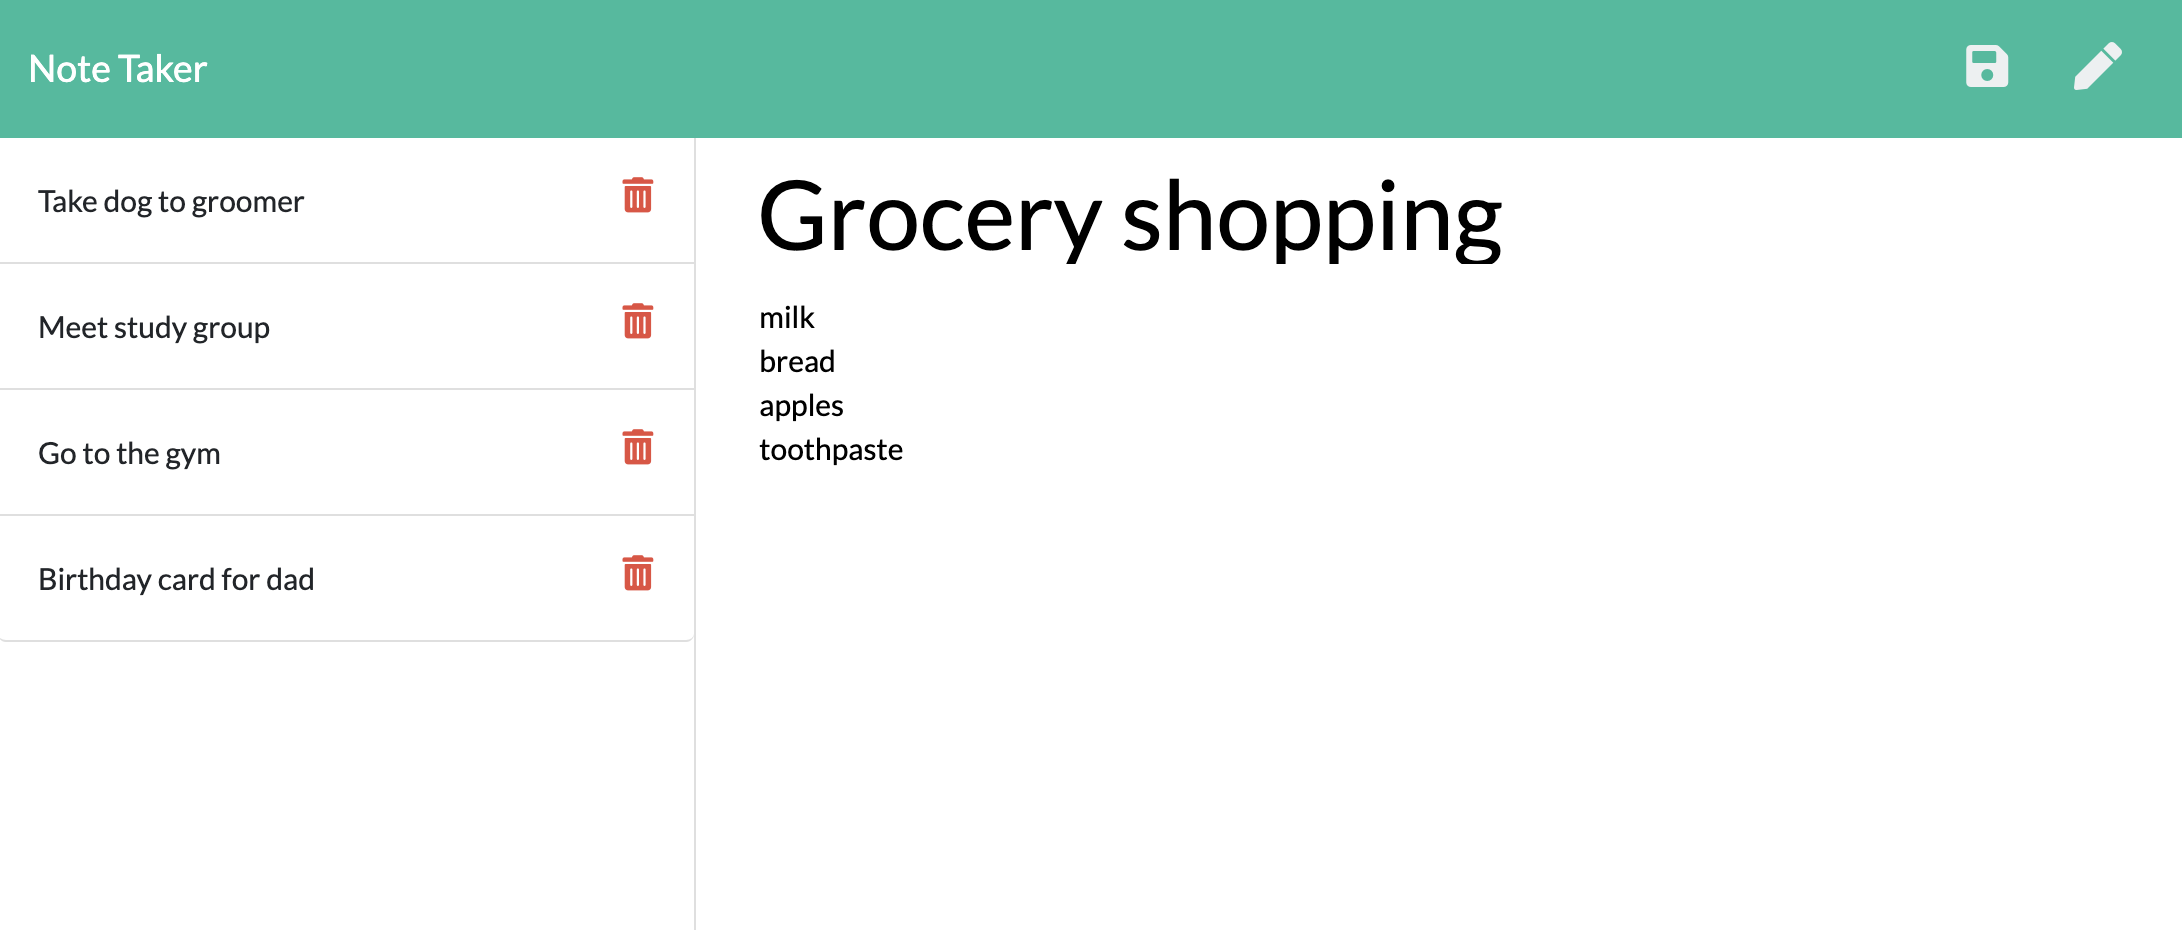 Note Taker
Take dog to groomer
Meet study group
Go to the gym
Birthday card for dad
Grocery shopping
milk
bread
apples
toothpaste